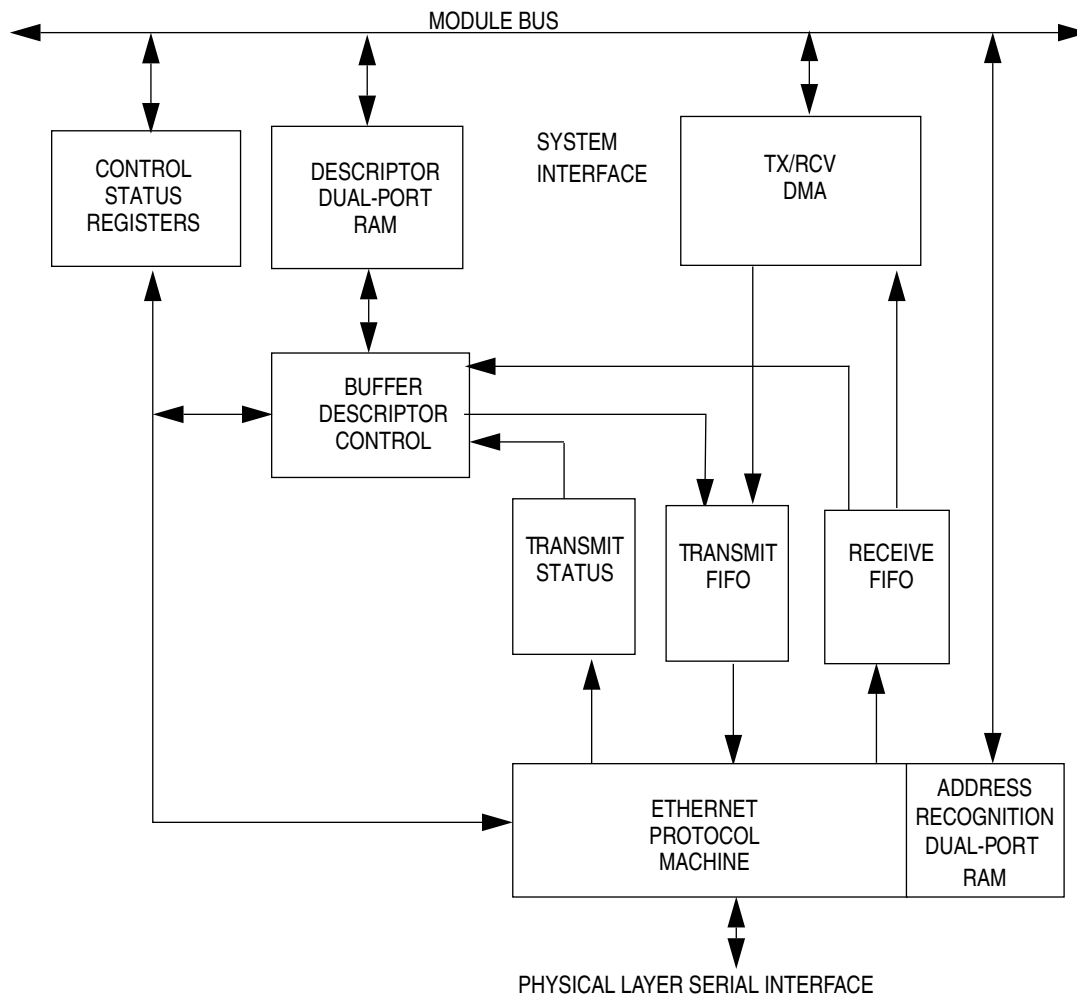 MODULE BUS
CONTROL
STATUS
REGISTERS
DESCRIPTOR
DUAL-PORT
RAM
SYSTEM
INTERFACE
TX/RCV
DMA
BUFFER
DESCRIPTOR
CONTROL
TRANSMIT
STATUS
TRANSMIT
FIFO
RECEIVE
FIFO
ETHERNET
PROTOCOL
MACHINE
ADDRESS
RECOGNITION
DUAL-PORT
RAM
PHYSICAL LAYER SERIAL INTERFACE